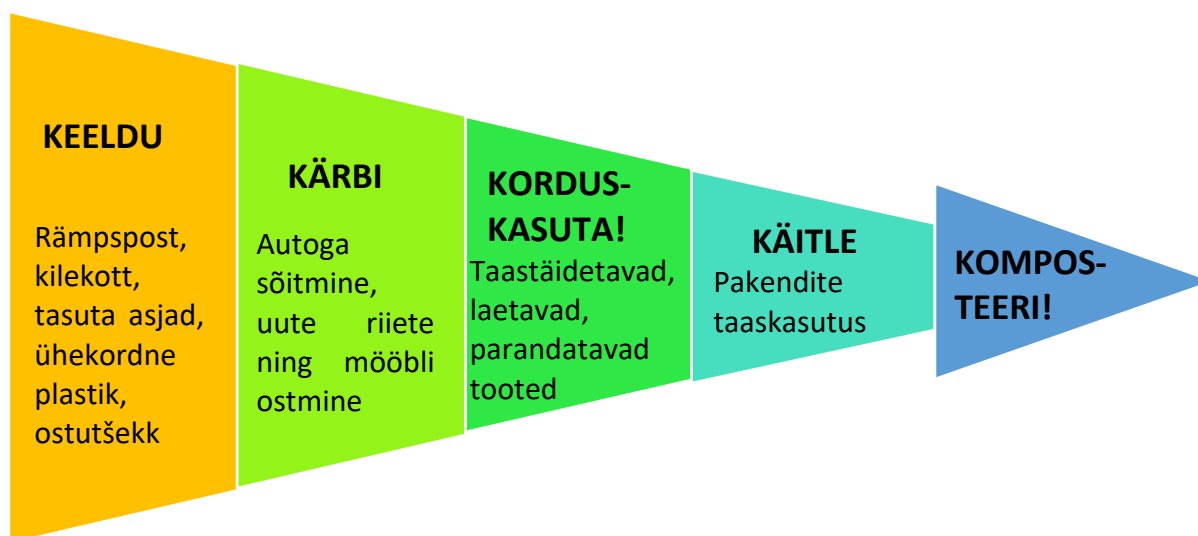 KEELDU
Rämpspost,
kilekott,
tasuta asjad,
ühekordne
plastik,
ostutšekk
KÄRBI
Autoga
sõitmine,
uute riiete
ning mööbli
ostmine
KORDUS-
KASUTA!
Taastäidetavad,
laetavad,
parandatavad
tooted
KÄITLE
Pakendite
taaskasutus
KOMPOS-
TEERI!